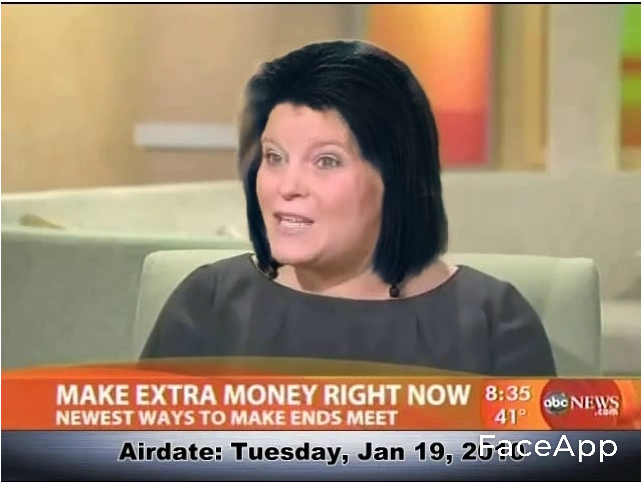 MAKE EXTRA MONEY RIGHT NOW
NEWEST WAYS TO MAKE ENDS MEET
8:35
41°
abc NEWS
.com
Airdate: Tuesday, Jan 19, 2010
FaceApp